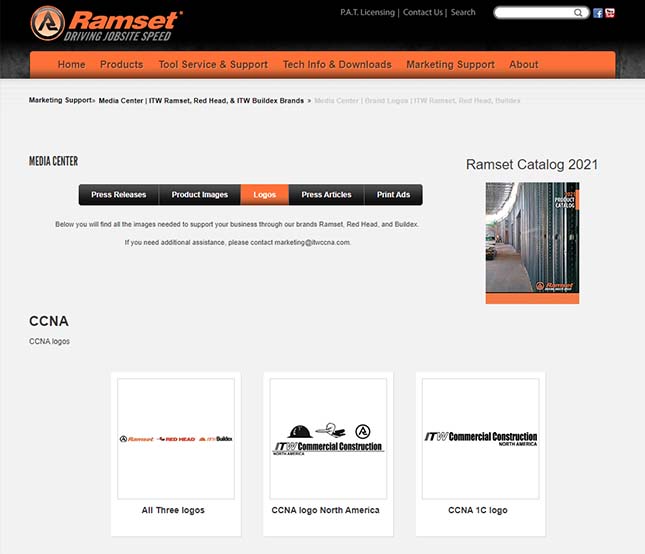 P.A.T. Licensing | Contact Us | Search
Ramset
DRIVING JOBSITE SPEED
Home Products Tool Service & Support Tech Info & Downloads Marketing Support About
Marketing Support» Media Center | ITW Ramset, Red Head, & ITW Buildex Brands » Media Center | Brand Logos | ITW Ramset, Red Head, Buildex
MEDIA CENTER
Press Releases Product Images Logos Press Articles Print Ads
Below you will find all the images needed to support your business through our brands Ramset, Red Head, and Buildex.
If you need additional assistance, please contact marketing@itwccna.com.
Ramset Catalog 2021
2021
PRODUCT
CATALOG
Ramset
CCNA
CCNA logos
Ramset RED HEAD ITW Buildex
All Three logos
ITW Commercial Construction
NORTH AMERICA
CCNA logo North America
ITW Commercial Construction
NORTH AMERICA
CCNA 1C logo